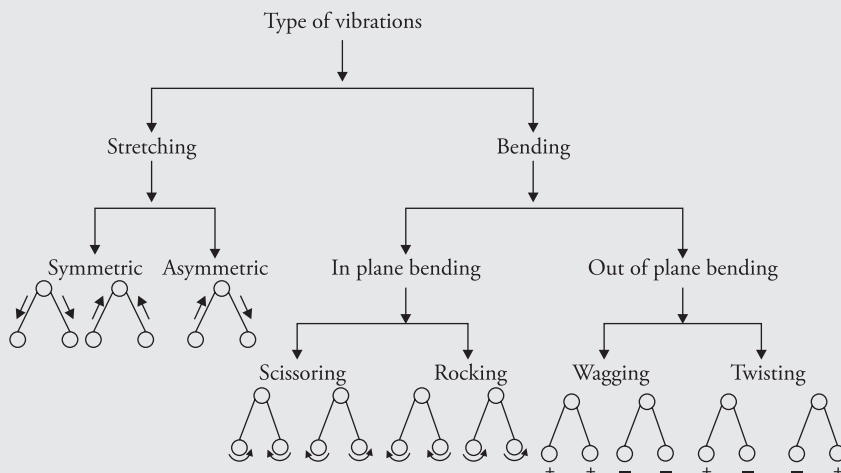 Type of vibrations
Stretching Bending
Symmetric Asymmetric In plane bending Out of plane bending
Scissoring Rocking Wagging Twisting
+ + − − + − − +